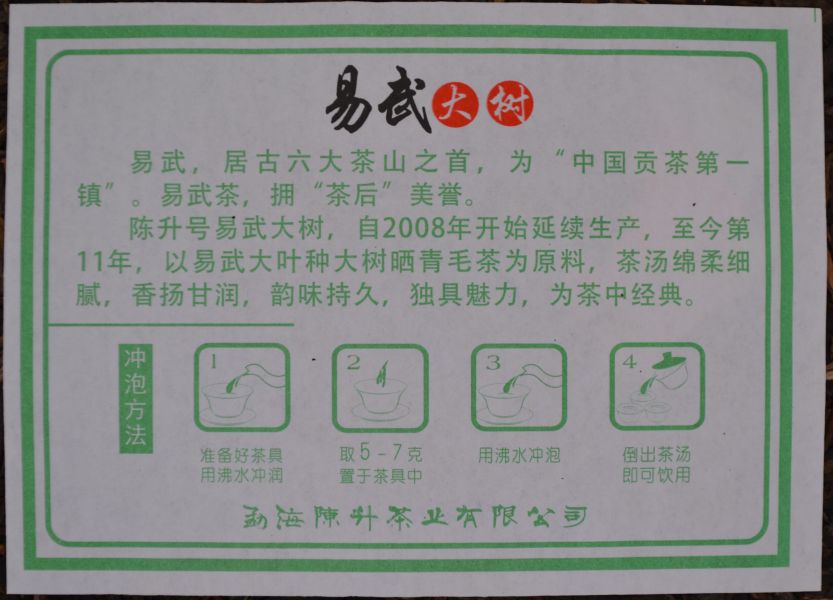 易武大树
易武，居古六大茶山之首，为“中国贡茶第一
镇”。易武茶，拥“茶后”美誉。
陈升号易武大树，自2008年开始延续生产，至今第
11年，以易武大叶种大树晒青毛茶为原料，茶汤绵柔细
腻，香扬甘润，韵味持久，独具魅力，为茶中经典。
冲泡方法
1
准备好茶具
用沸水冲润
2
取5-7克
置于茶具中
3
用沸水冲泡
4
倒出茶汤
即可饮用
勐海陈升茶业有限公司